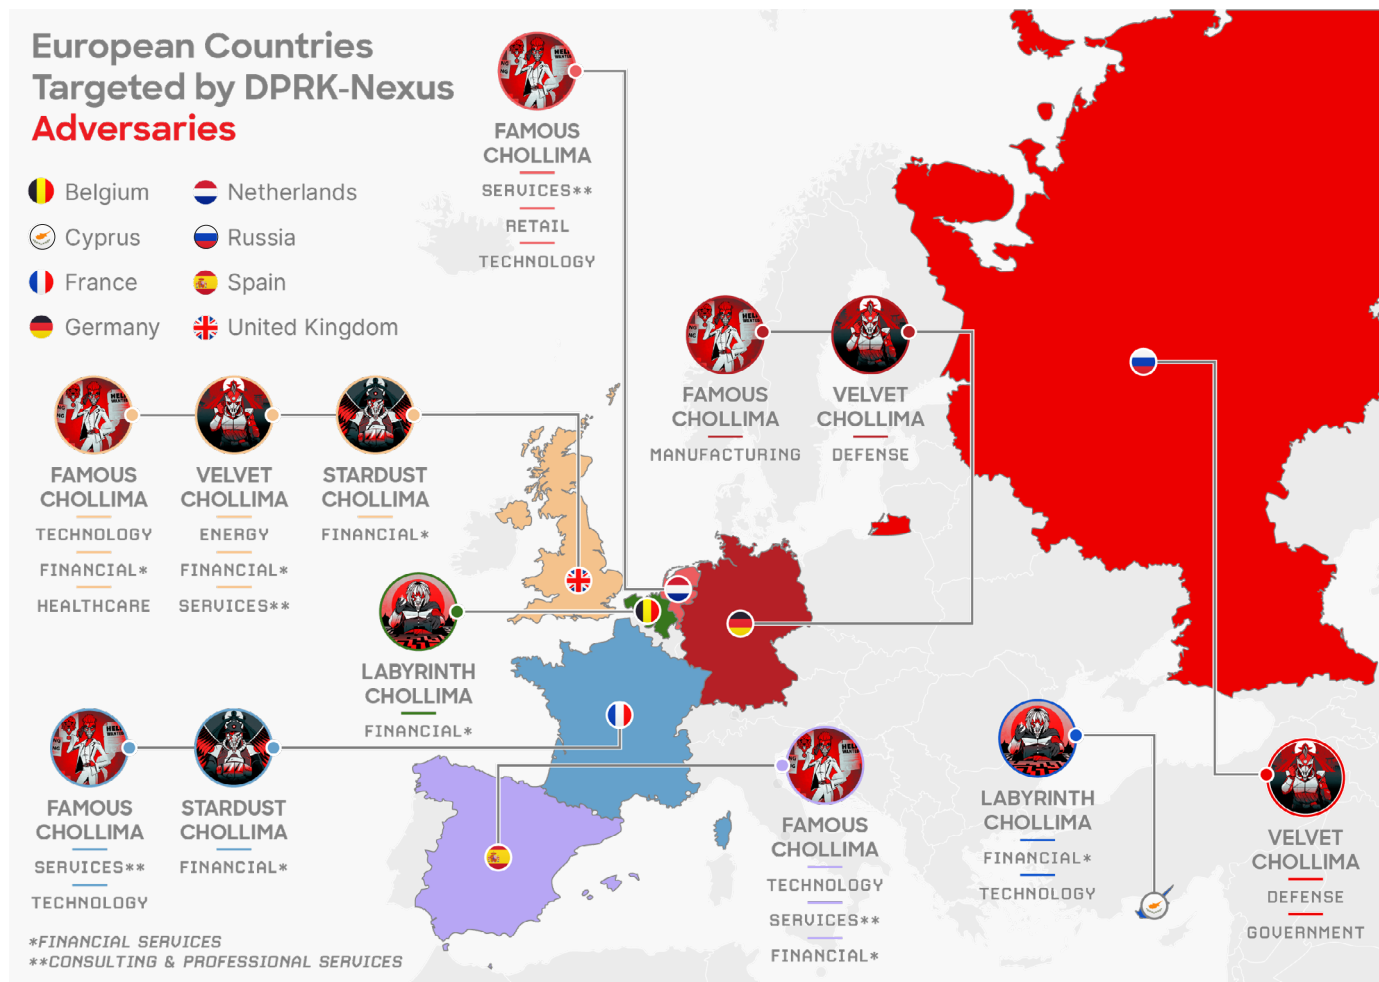 European Countries
Targeted by DPRK-Nexus
Adversaries
Belgium
Netherlands
Cyprus
Russia
France
Spain
Germany
United Kingdom
FAMOUS
CHOLLIMA
SERVICES**
RETAIL
TECHNOLOGY
FAMOUS
CHOLLIMA
MANUFACTURING
VELVET
CHOLLIMA
DEFENSE
FAMOUS
CHOLLIMA
TECHNOLOGY
FINANCIAL*
HEALTHCARE
VELVET
CHOLLIMA
ENERGY
FINANCIAL*
SERVICES**
STARDUST
CHOLLIMA
FINANCIAL*
LABYRINTH
CHOLLIMA
FINANCIAL*
FAMOUS
CHOLLIMA
SERVICES**
TECHNOLOGY
STARDUST
CHOLLIMA
FINANCIAL*
FAMOUS
CHOLLIMA
TECHNOLOGY
SERVICES**
FINANCIAL*
LABYRINTH
CHOLLIMA
FINANCIAL*
TECHNOLOGY
VELVET
CHOLLIMA
DEFENSE
GOVERNMENT
*FINANCIAL SERVICES
**CONSULTING & PROFESSIONAL SERVICES